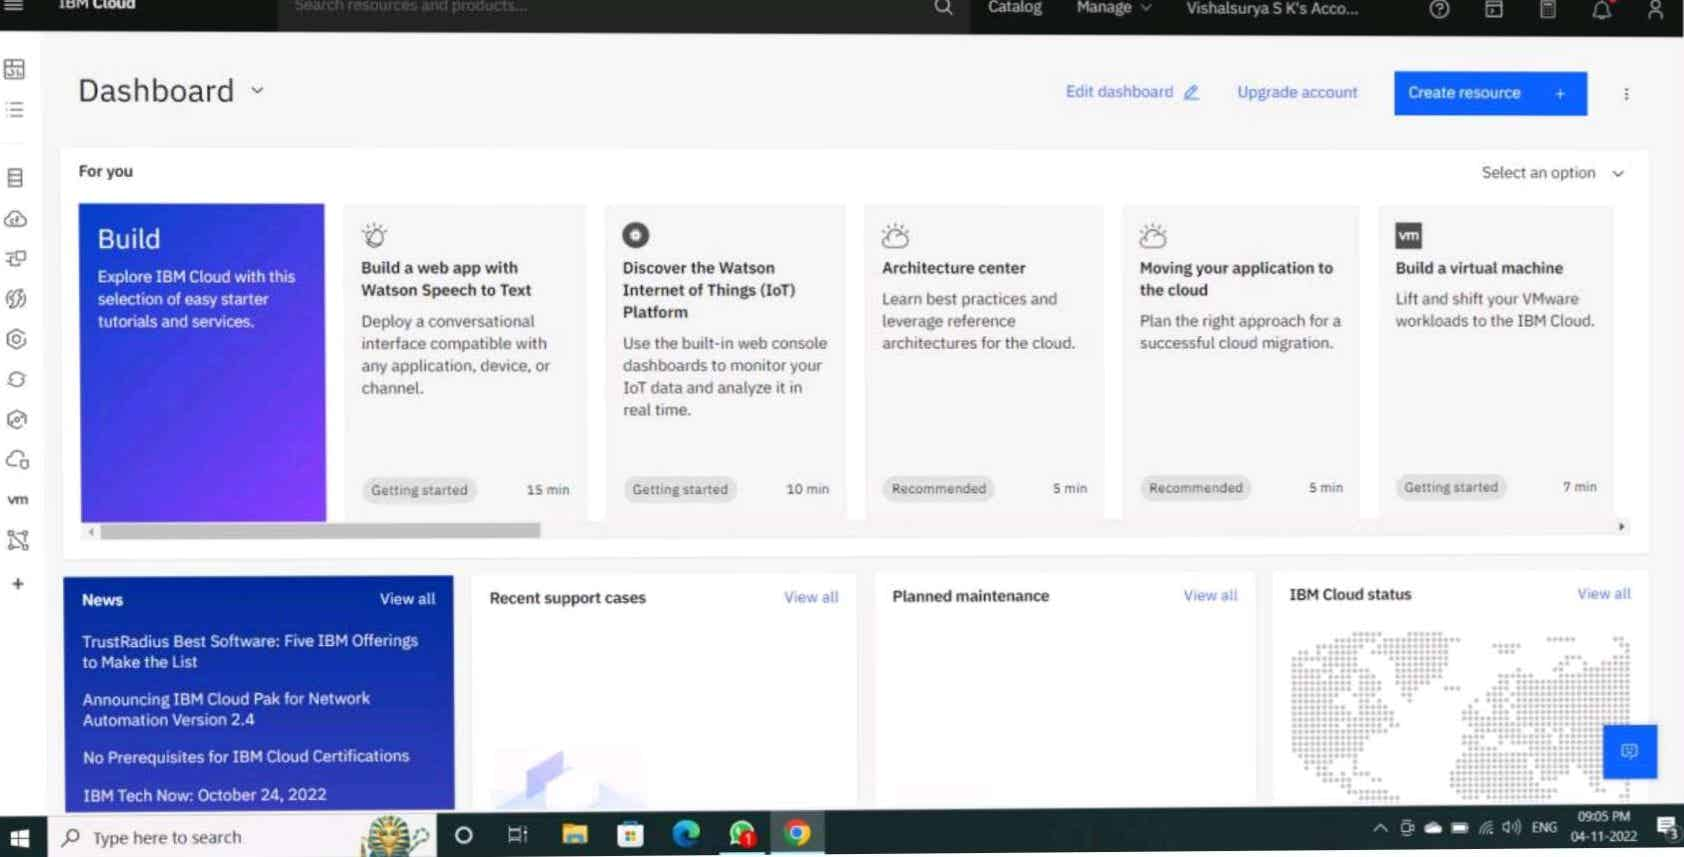 IBM Cloud
Search resources and products...
Catalog
Manage
Vishalsurya S K's Acco...
Dashboard
Edit dashboard
Upgrade account
Create resource +
For you
Select an option
Build
Explore IBM Cloud with this
selection of easy starter
tutorials and services.
Build a web app with
Watson Speech to Text
Deploy a conversational
interface compatible with
any application, device, or
channel.
Getting started
15 min
Discover the Watson
Internet of Things (IoT)
Platform
Use the built-in web console
dashboards to monitor your
IoT data and analyze it in
real time.
Getting started
10 min
Architecture center
Learn best practices and
leverage reference
architectures for the cloud.
Recommended
5 min
Moving your application to
the cloud
Plan the right approach for a
successful cloud migration.
Recommended
5 min
vm
Build a virtual machine
Lift and shift your VMware
workloads to the IBM Cloud.
Getting started
7 min
vm
News
View all
TrustRadius Best Software: Five IBM Offerings
to Make the List
Announcing IBM Cloud Pak for Network
Automation Version 2.4
No Prerequisites for IBM Cloud Certifications
IBM Tech Now: October 24, 2022
Recent support cases
View all
Planned maintenance
View all
IBM Cloud status
View all
Type here to search
1
ENG
09:05 PM
04-11-2022
3